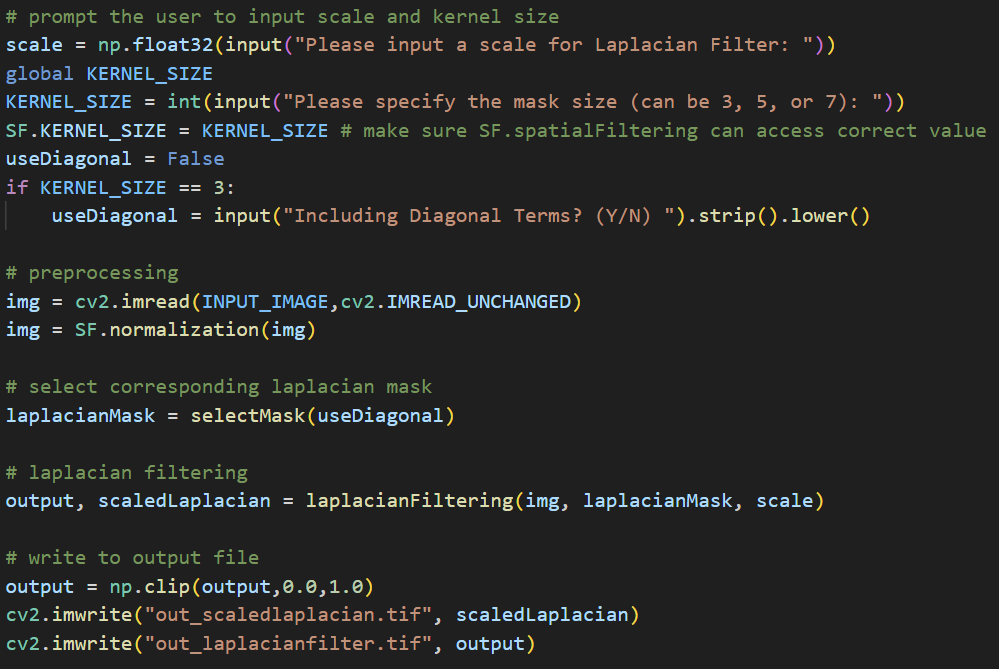 # prompt the user to input scale and kernel size
scale = np.float32(input("Please input a scale for Laplacian Filter: "))
global KERNEL_SIZE
KERNEL_SIZE = int(input("Please specify the mask size (can be 3, 5, or 7): "))
SF.KERNEL_SIZE = KERNEL_SIZE # make sure SF.spatialFiltering can access correct value
useDiagonal = False
if KERNEL_SIZE == 3:
    useDiagonal = input("Including Diagonal Terms? (Y/N) ").strip().lower()

# preprocessing
img = cv2.imread(INPUT_IMAGE,cv2.IMREAD_UNCHANGED)
img = SF.normalization(img)

# select corresponding laplacian mask
laplacianMask = selectMask(useDiagonal)

# laplacian filtering
output, scaledLaplacian = laplacianFiltering(img, laplacianMask, scale)

# write to output file
output = np.clip(output,0.0,1.0)
cv2.imwrite("out_scaledlaplacian.tif", scaledLaplacian)
cv2.imwrite("out_laplacianfilter.tif", output)